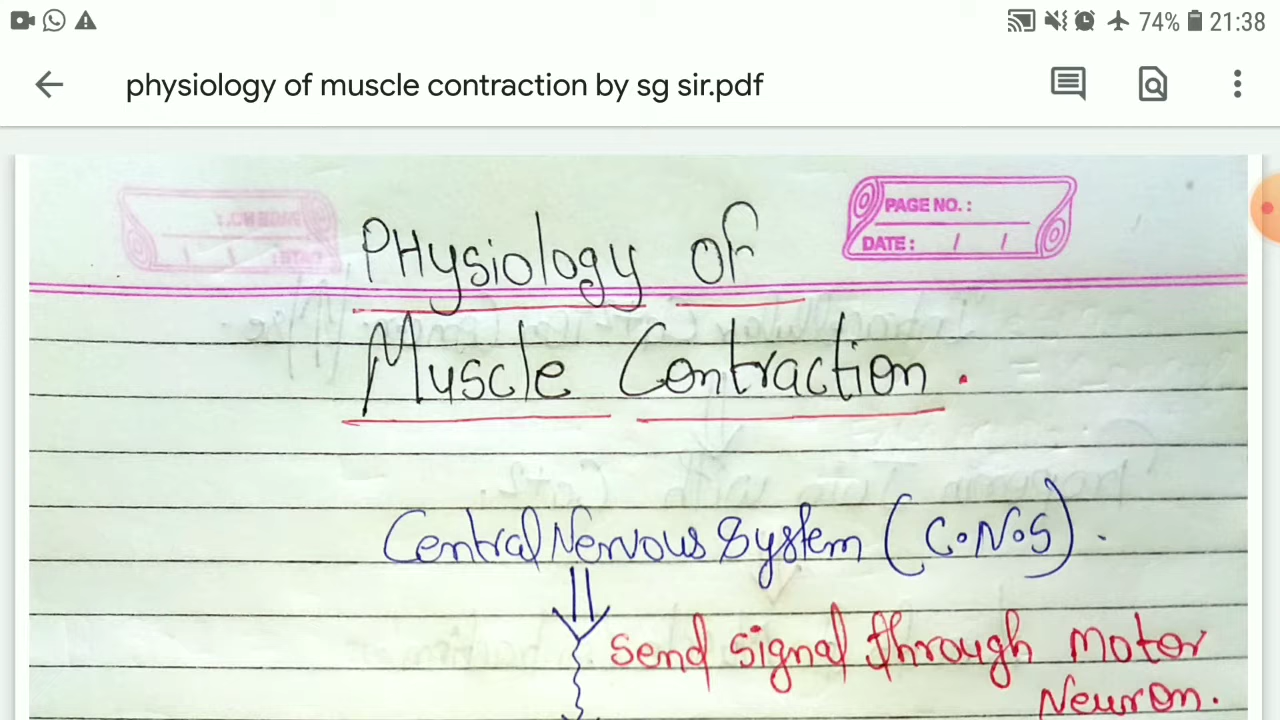 74% 21:38
physiology of muscle contraction by sg sir.pdf
PAGE NO.:
DATE: / /
PHysiology of
Muscle Contraction.
Central Nervous System (C.N.S).
Send signal through Motor
Neuron.